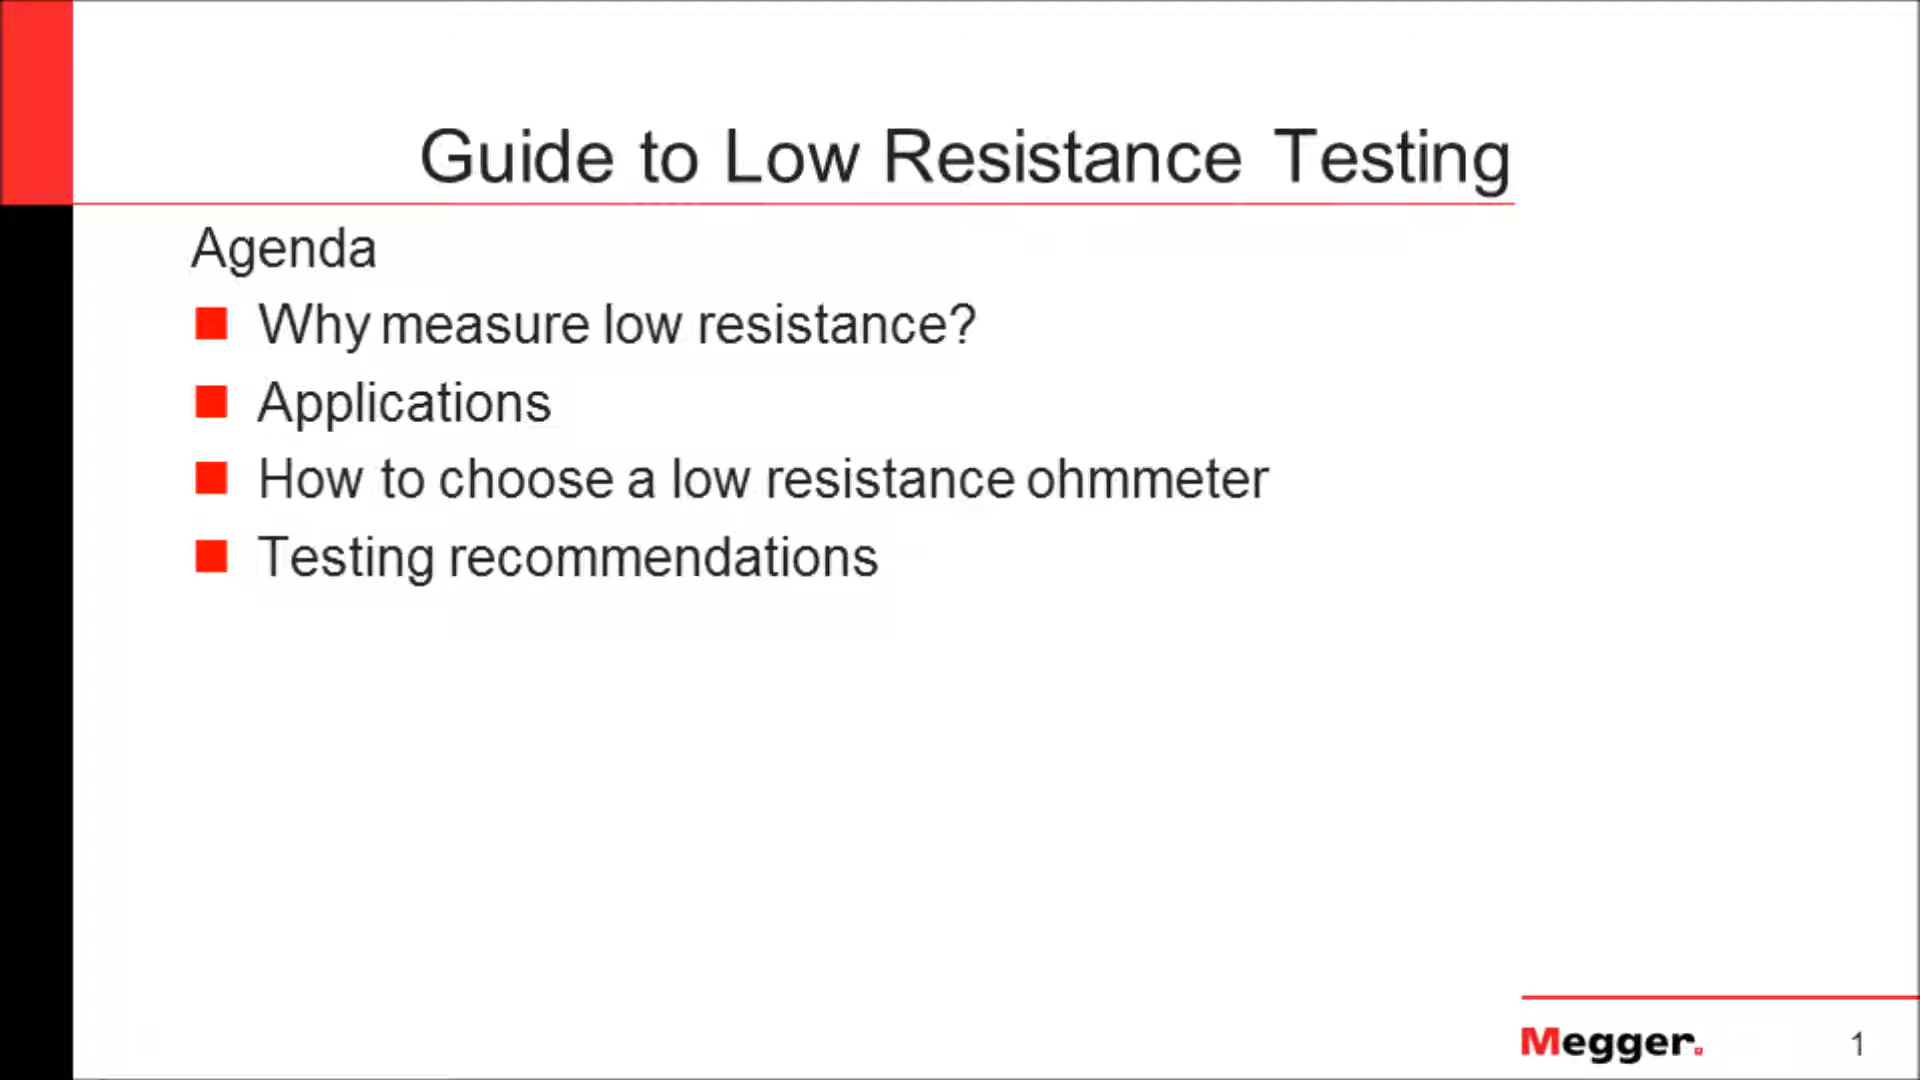 Guide to Low Resistance Testing
Agenda
Why measure low resistance?
Applications
How to choose a low resistance ohmmeter
Testing recommendations
Megger.
1